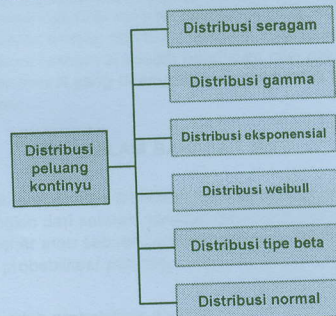 Distribusi seragam
Distribusi gamma
Distribusi eksponensial
Distribusi
peluang
kontinyu
Distribusi weibull
Distribusi tipe beta
Distribusi normal